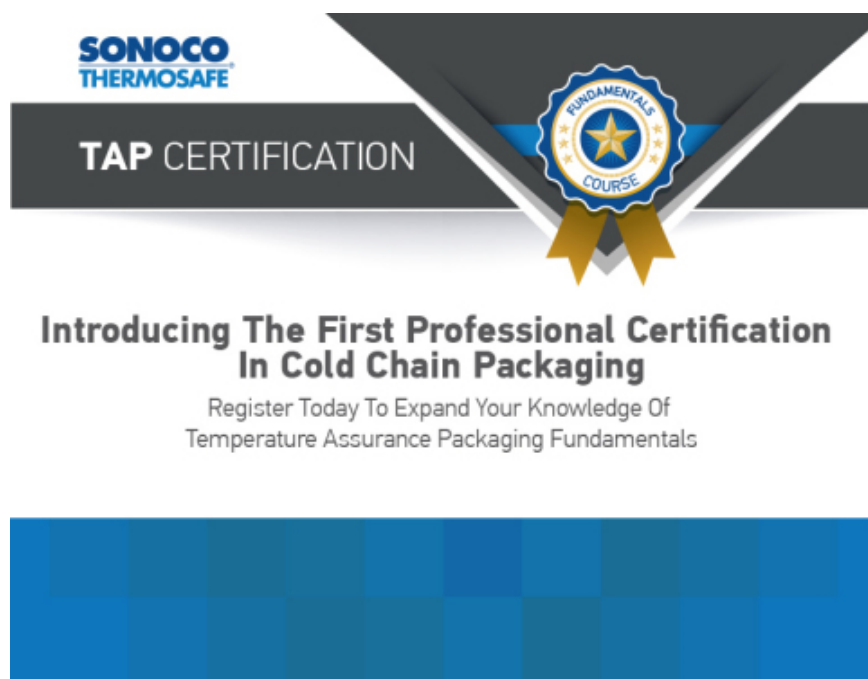 SONOCO
THERMOSAFE
TAP CERTIFICATION
FUNDAMENTALS
COURSE
Introducing The First Professional Certification
In Cold Chain Packaging
Register Today To Expand Your Knowledge Of
Temperature Assurance Packaging Fundamentals